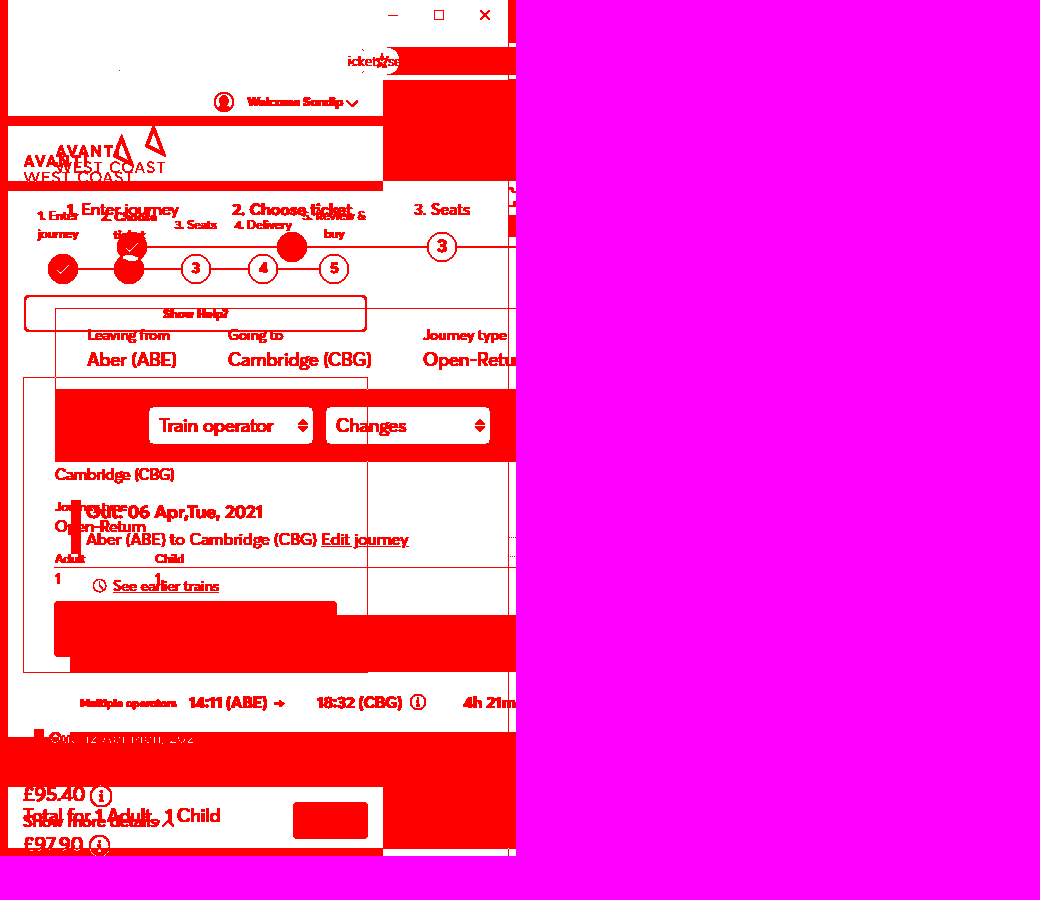 Welcome Sondip
AVANTI
WEST COAST
AVANTI
WEST COAST
1. Enter journey
2. Choose ticket
3. Seats
1. Enter journey
2. Choose ticket
3. Seats
4. Delivery
5. Review & buy
3
3
4
5
Show Help?
Leaving from
Going to
Journey type
Aber (ABE)
Cambridge (CBG)
Open-Retu
Train operator
Changes
Cambridge (CBG)
Journey type
Out: 06 Apr,Tue, 2021
Open-Return
Aber (ABE) to Cambridge (CBG) Edit journey
Adult
Child
1
1
See earlier trains
Multiple operators
14:11 (ABE) →
18:32 (CBG)
4h 21m
£95.40
Total for 1 Adult, 1 Child
Show more details
£97.90